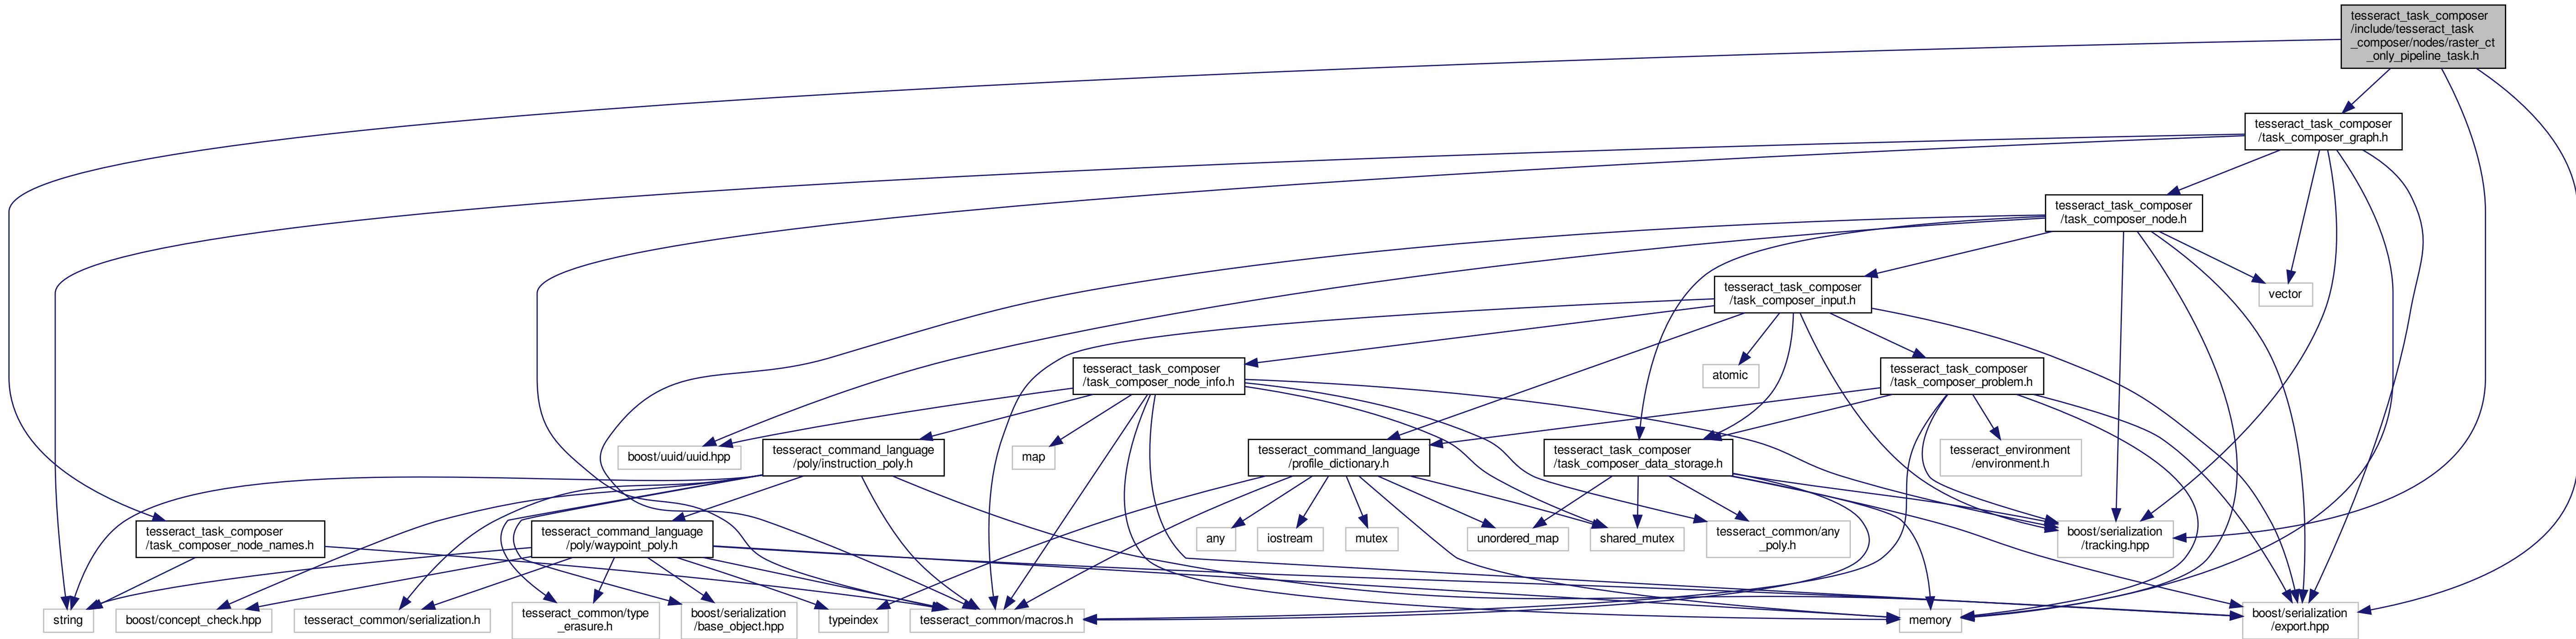 tesseract_task_composer
/include/tesseract_task
_composer/nodes/raster_ct
_only_pipeline_task.h
tesseract_task_composer
/task_composer_graph.h
tesseract_task_composer
/task_composer_node.h
tesseract_task_composer
/task_composer_input.h
vector
tesseract_task_composer
/task_composer_node_info.h
atomic
tesseract_task_composer
/task_composer_problem.h
boost/uuid/uuid.hpp
tesseract_command_language
/poly/instruction_poly.h
map
tesseract_command_language
/profile_dictionary.h
tesseract_task_composer
/task_composer_data_storage.h
tesseract_environment
/environment.h
tesseract_task_composer
/task_composer_node_names.h
tesseract_command_language
/poly/waypoint_poly.h
any
iostream
mutex
unordered_map
shared_mutex
tesseract_common/any
_poly.h
boost/serialization
/tracking.hpp
string
boost/concept_check.hpp
tesseract_common/serialization.h
tesseract_common/type
_erasure.h
boost/serialization
/base_object.hpp
typeindex
tesseract_common/macros.h
memory
boost/serialization
/export.hpp